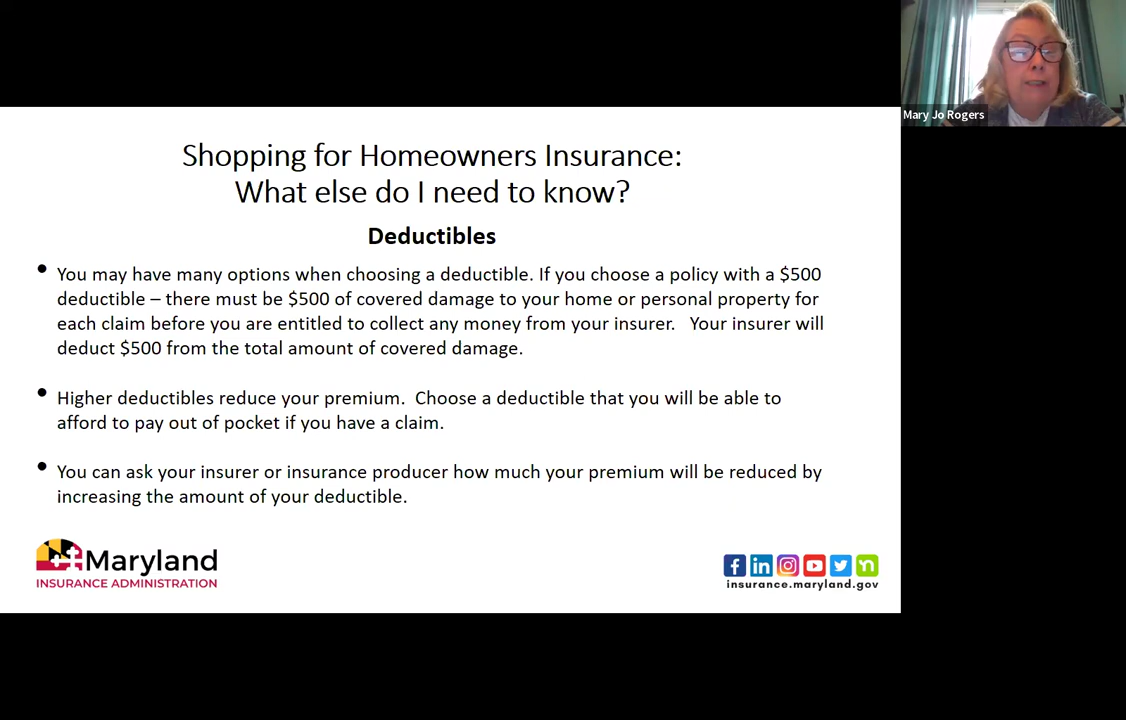 Mary Jo Rogers
Shopping for Homeowners Insurance:
What else do I need to know?
Deductibles
• You may have many options when choosing a deductible. If you choose a policy with a $500
deductible – there must be $500 of covered damage to your home or personal property for
each claim before you are entitled to collect any money from your insurer.   Your insurer will
deduct $500 from the total amount of covered damage.
• Higher deductibles reduce your premium.  Choose a deductible that you will be able to
afford to pay out of pocket if you have a claim.
• You can ask your insurer or insurance producer how much your premium will be reduced by
increasing the amount of your deductible.
Maryland
INSURANCE ADMINISTRATION
insurance.maryland.gov